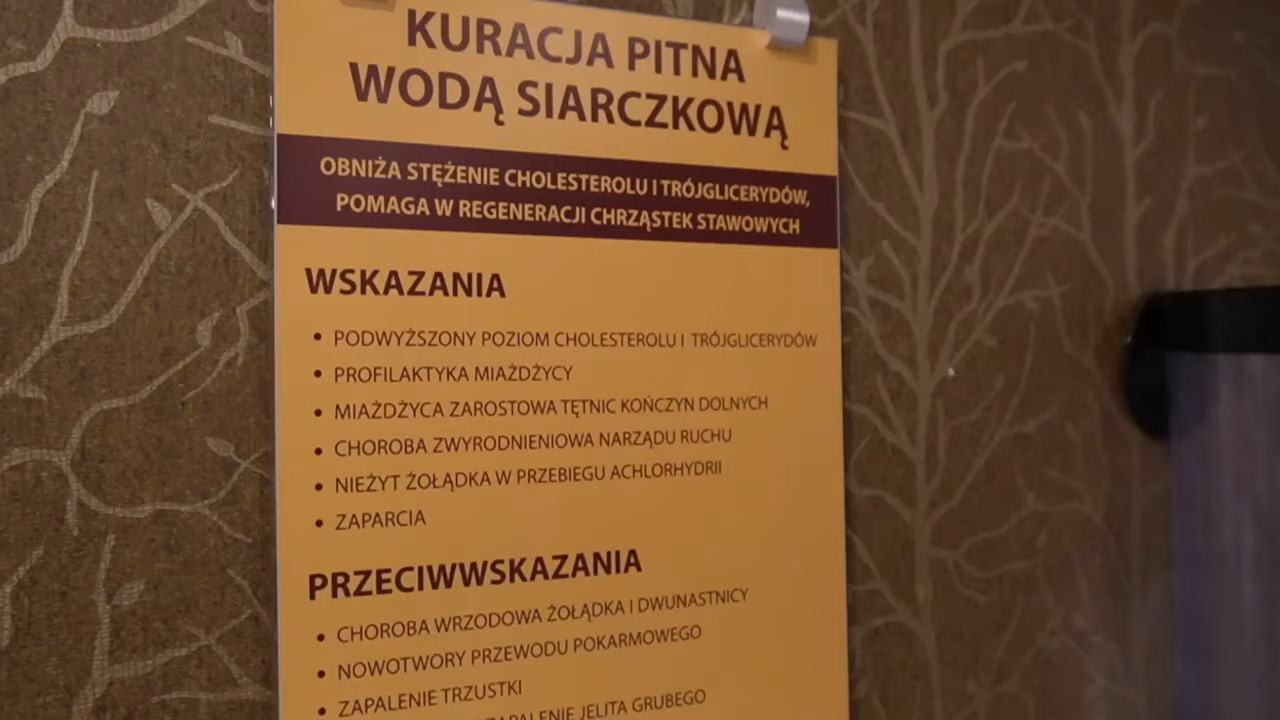 KURACJA PITNA
WODĄ SIARCZKOWĄ
OBNIŻA STĘŻENIE CHOLESTEROLU I TRÓJGLICERYDÓW,
POMAGA W REGENERACJI CHRZĄSTEK STAWOWYCH
WSKAZANIA
• PODWYŻSZONY POZIOM CHOLESTEROLU I TRÓJGLICERYDÓW
• PROFILAKTYKA MIAŻDŻYCY
• MIAŻDŻYCA ZAROSTOWA TĘTNIC KOŃCZYN DOLNYCH
• CHOROBA ZWYRODNIENIOWA NARZĄDU RUCHU
• NIEŻYT ŻOŁĄDKA W PRZEBIEGU ACHLORHYDRII
• ZAPARCIA
PRZECIWWSKAZANIA
• CHOROBA WRZODOWA ŻOŁĄDKA I DWUNASTNICY
• NOWOTWORY PRZEWODU POKARMOWEGO
• ZAPALENIE TRZUSTKI
ZAPALENIE JELITA GRUBEGO